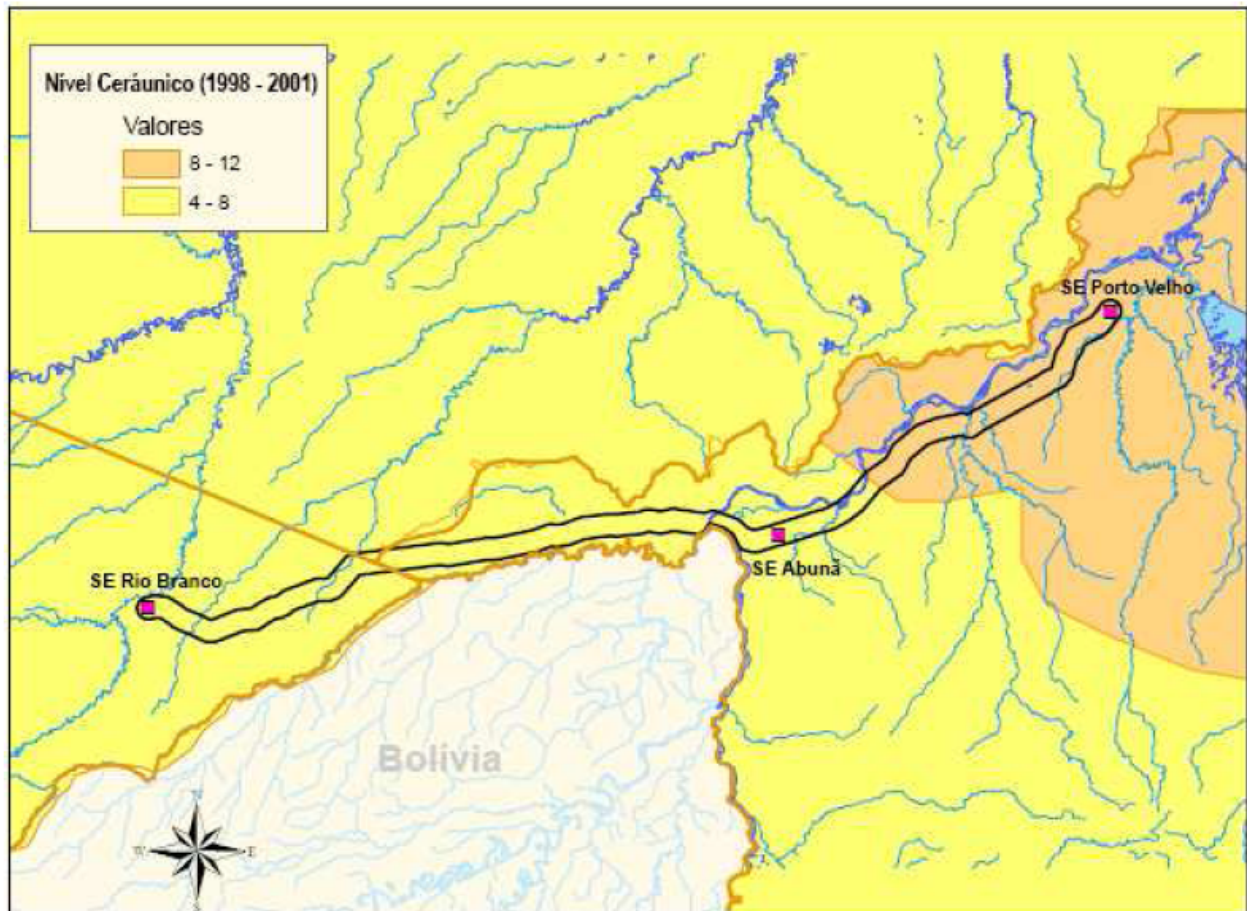 Nível Ceráunico (1998 - 2001)
Valores
8 - 12
4 - 8
SE Porto Velho
SE Abunã
SE Rio Branco
Bolívia
N
W
E
S